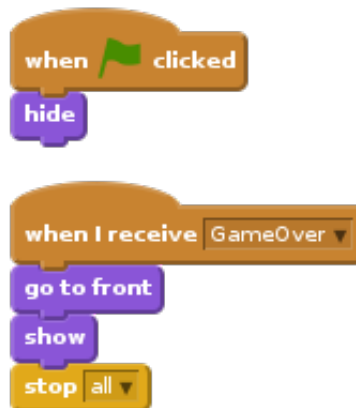 when clicked
hide
when I receive GameOver
go to front
show
stop all